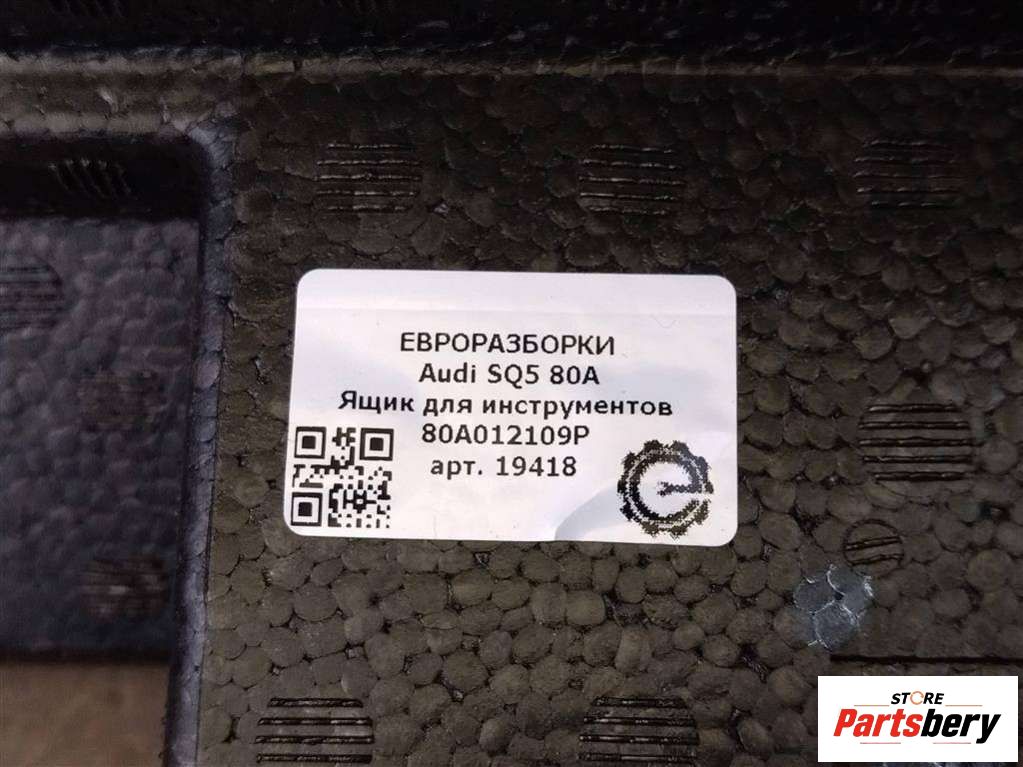 ЕВРОРАЗБОРКИ
Audi SQ5 80A
Ящик для инструментов
80A012109P
арт. 19418
STORE
Partsbery